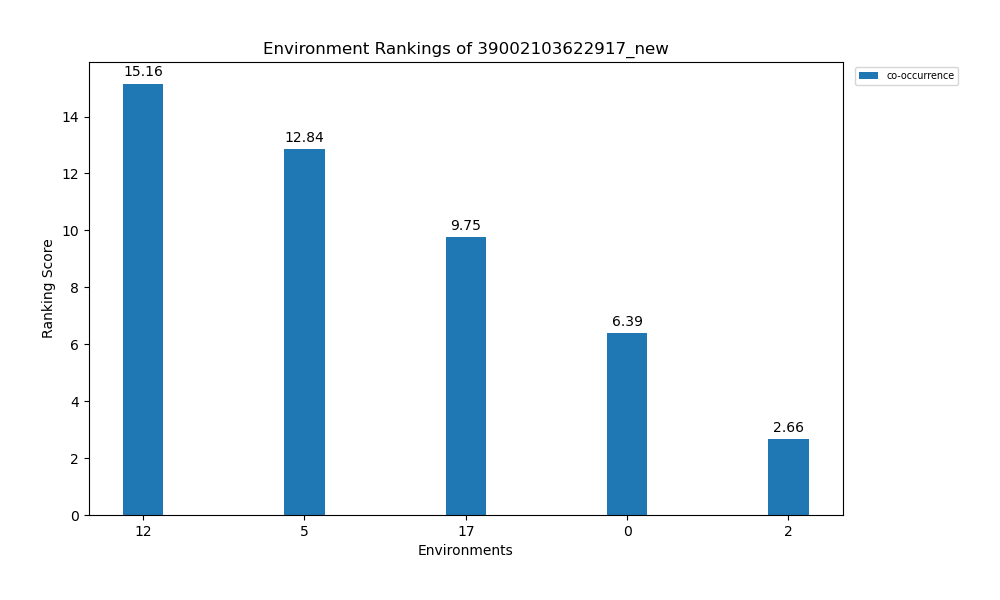 Environment Rankings of 39002103622917_new
co-occurrence
15.16
12.84
9.75
6.39
2.66
Ranking Score
14
12
10
8
6
4
2
0
12 5 17 0 2
Environments